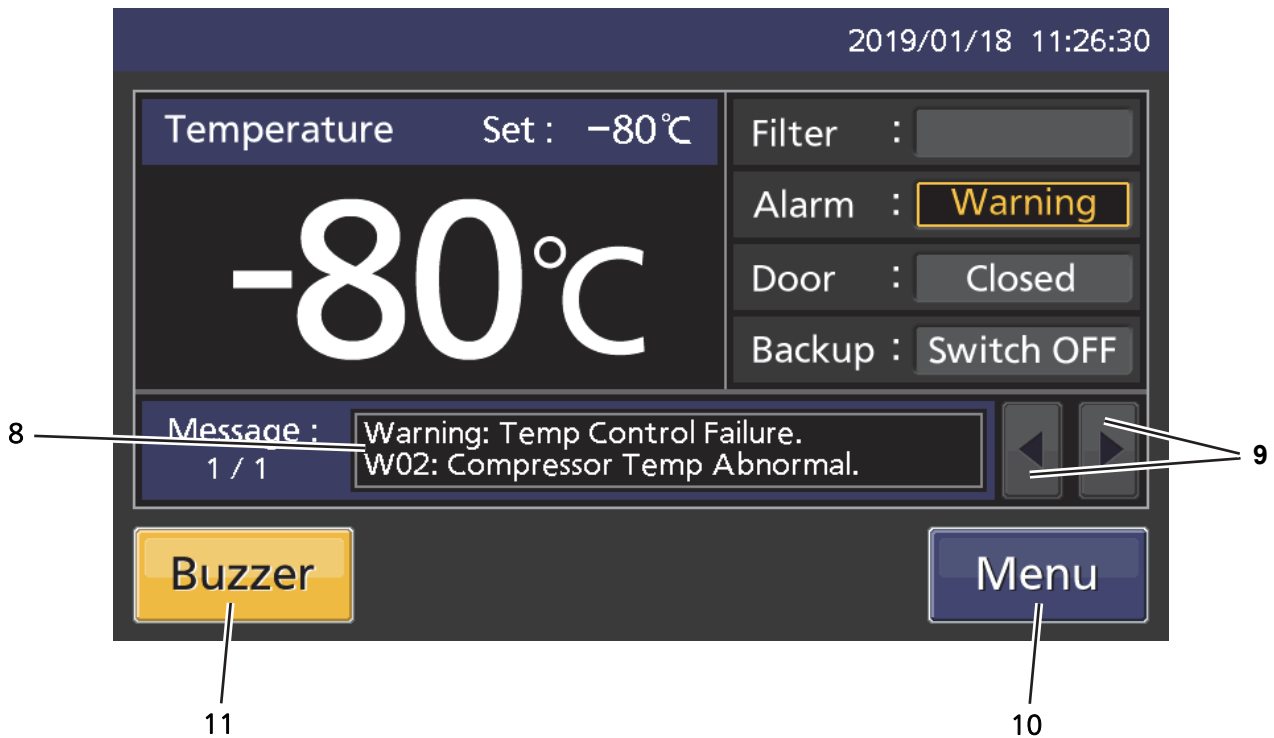 2019/01/18 11:26:30
Temperature Set : −80℃
-80℃
Filter :
Alarm : Warning
Door : Closed
Backup : Switch OFF
8
Message :
1 / 1
Warning: Temp Control Failure.
W02: Compressor Temp Abnormal.
9
Buzzer
Menu
11
10